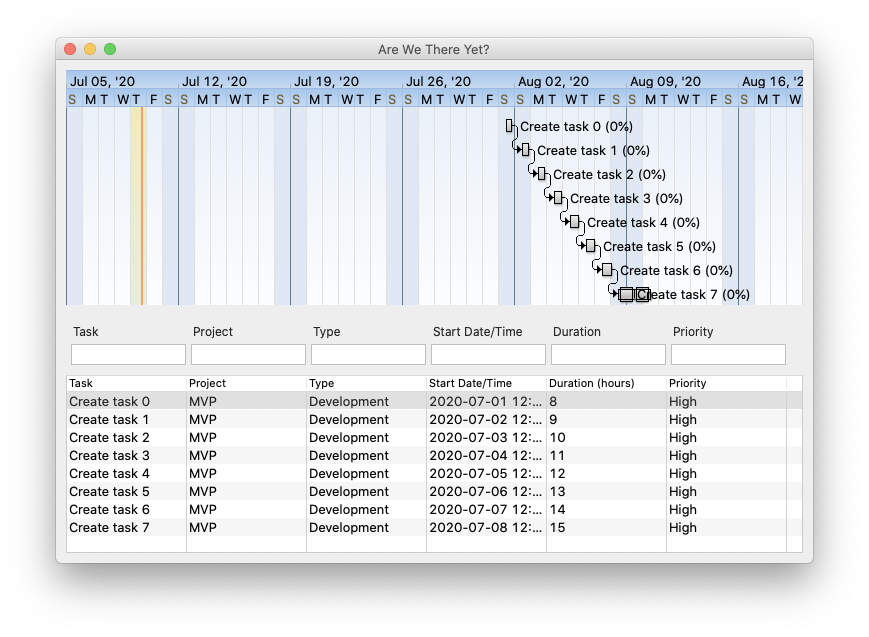 Are We There Yet?
Jul 05, '20 Jul 12, '20 Jul 19, '20 Jul 26, '20 Aug 02, '20 Aug 09, '20 Aug 16, '2
S M T W T F S S M T W T F S S M T W T F S S M T W T F S S M T W T F S S M T W T F S S M T W
Create task 0 (0%)
Create task 1 (0%)
Create task 2 (0%)
Create task 3 (0%)
Create task 4 (0%)
Create task 5 (0%)
Create task 6 (0%)
Create task 7 (0%)
Task Project Type Start Date/Time Duration Priority
Task Project Type Start Date/Time Duration (hours) Priority
Create task 0 MVP Development 2020-07-01 12:... 8 High
Create task 1 MVP Development 2020-07-02 12:... 9 High
Create task 2 MVP Development 2020-07-03 12:... 10 High
Create task 3 MVP Development 2020-07-04 12:... 11 High
Create task 4 MVP Development 2020-07-05 12:... 12 High
Create task 5 MVP Development 2020-07-06 12:... 13 High
Create task 6 MVP Development 2020-07-07 12:... 14 High
Create task 7 MVP Development 2020-07-08 12:... 15 High